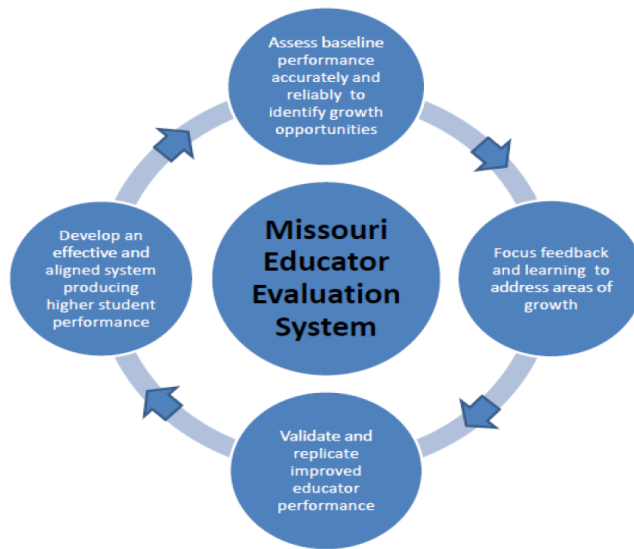 Assess baseline
performance
accurately and
reliably to
identify growth
opportunities
Focus feedback
and learning to
address areas of
growth
Validate and
replicate
improved
educator
performance
Develop an
effective and
aligned system
producing
higher student
performance
Missouri
Educator
Evaluation
System